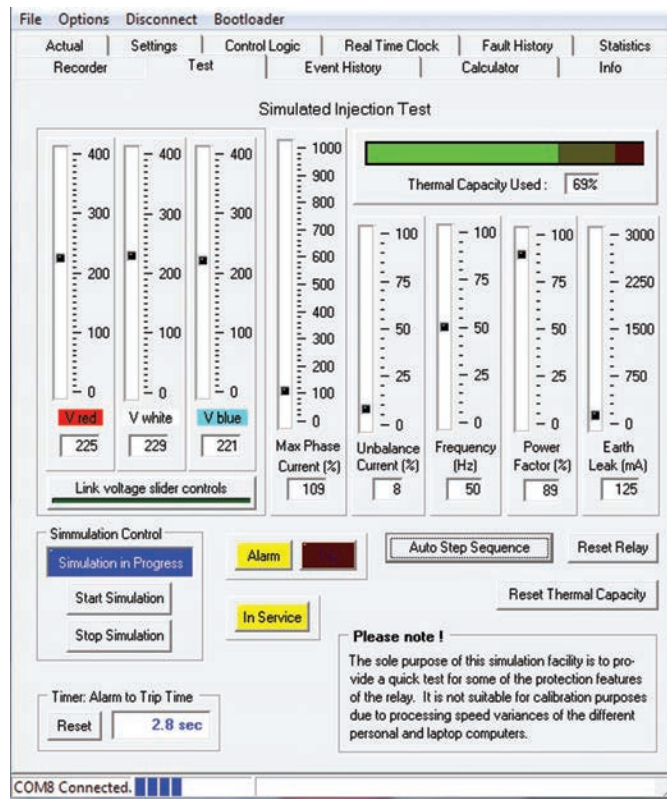 File Options Disconnect Bootloader
Actual Settings Control Logic Real Time Clock Fault History Statistics
Recorder Test Event History Calculator Info
Simulated Injection Test
400 300 200 100 0
400 300 200 100 0
400 300 200 100 0
1000 900 800 700 600 500 400 300 200 100 0
Thermal Capacity Used : 69%
100 75 50 25 0
100 75 50 25 0
100 75 50 25 0
3000 2250 1500 750 0
V red V white V blue
225 229 221
Link voltage slider controls
Max Phase
Current (%)
109
Unbalance
Current (%)
8
Frequency
(Hz)
50
Power
Factor (%)
89
Earth
Leak (mA)
125
Simmulation Control
Simulation in Progress
Start Simulation
Stop Simulation
Alarm
In Service
Auto Step Sequence
Reset Relay
Reset Thermal Capacity
Timer: Alarm to Trip Time
Reset 2.8 sec
Please note !
The sole purpose of this simulation facility is to pro-
vide a quick test for some of the protection features
of the relay. It is not suitable for calibration purposes
due to processing speed variances of the different
personal and laptop computers.
COM8 Connected.